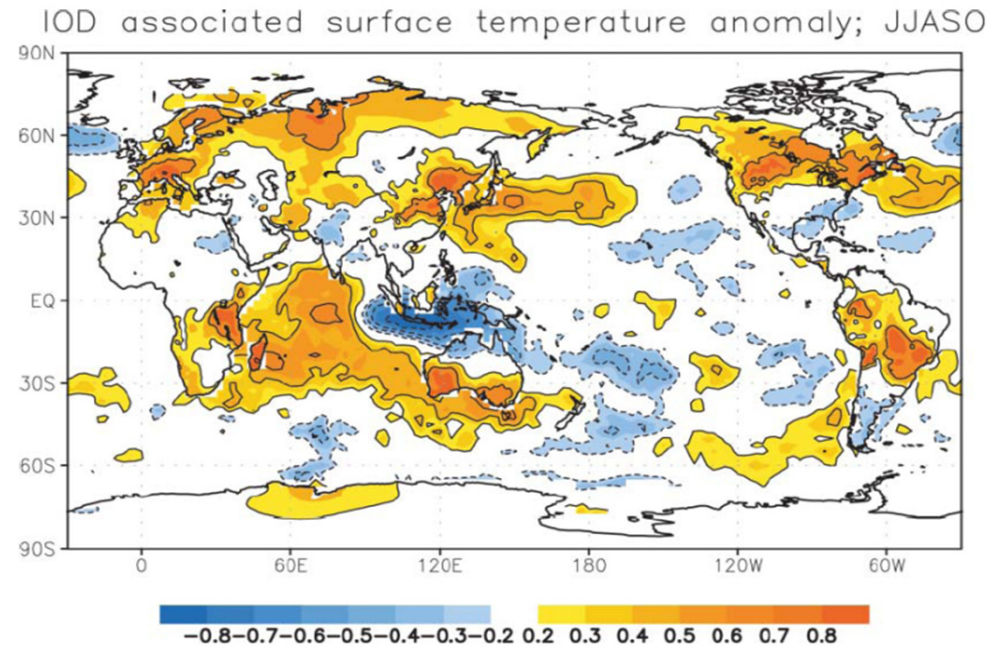 IOD associated surface temperature anomaly; JJASO
90N
60N
30N
EQ
30S
60S
90S
0 60E 120E 180 120W 60W
-0.8 -0.7 -0.6 -0.5 -0.4 -0.3 -0.2 0.2 0.3 0.4 0.5 0.6 0.7 0.8